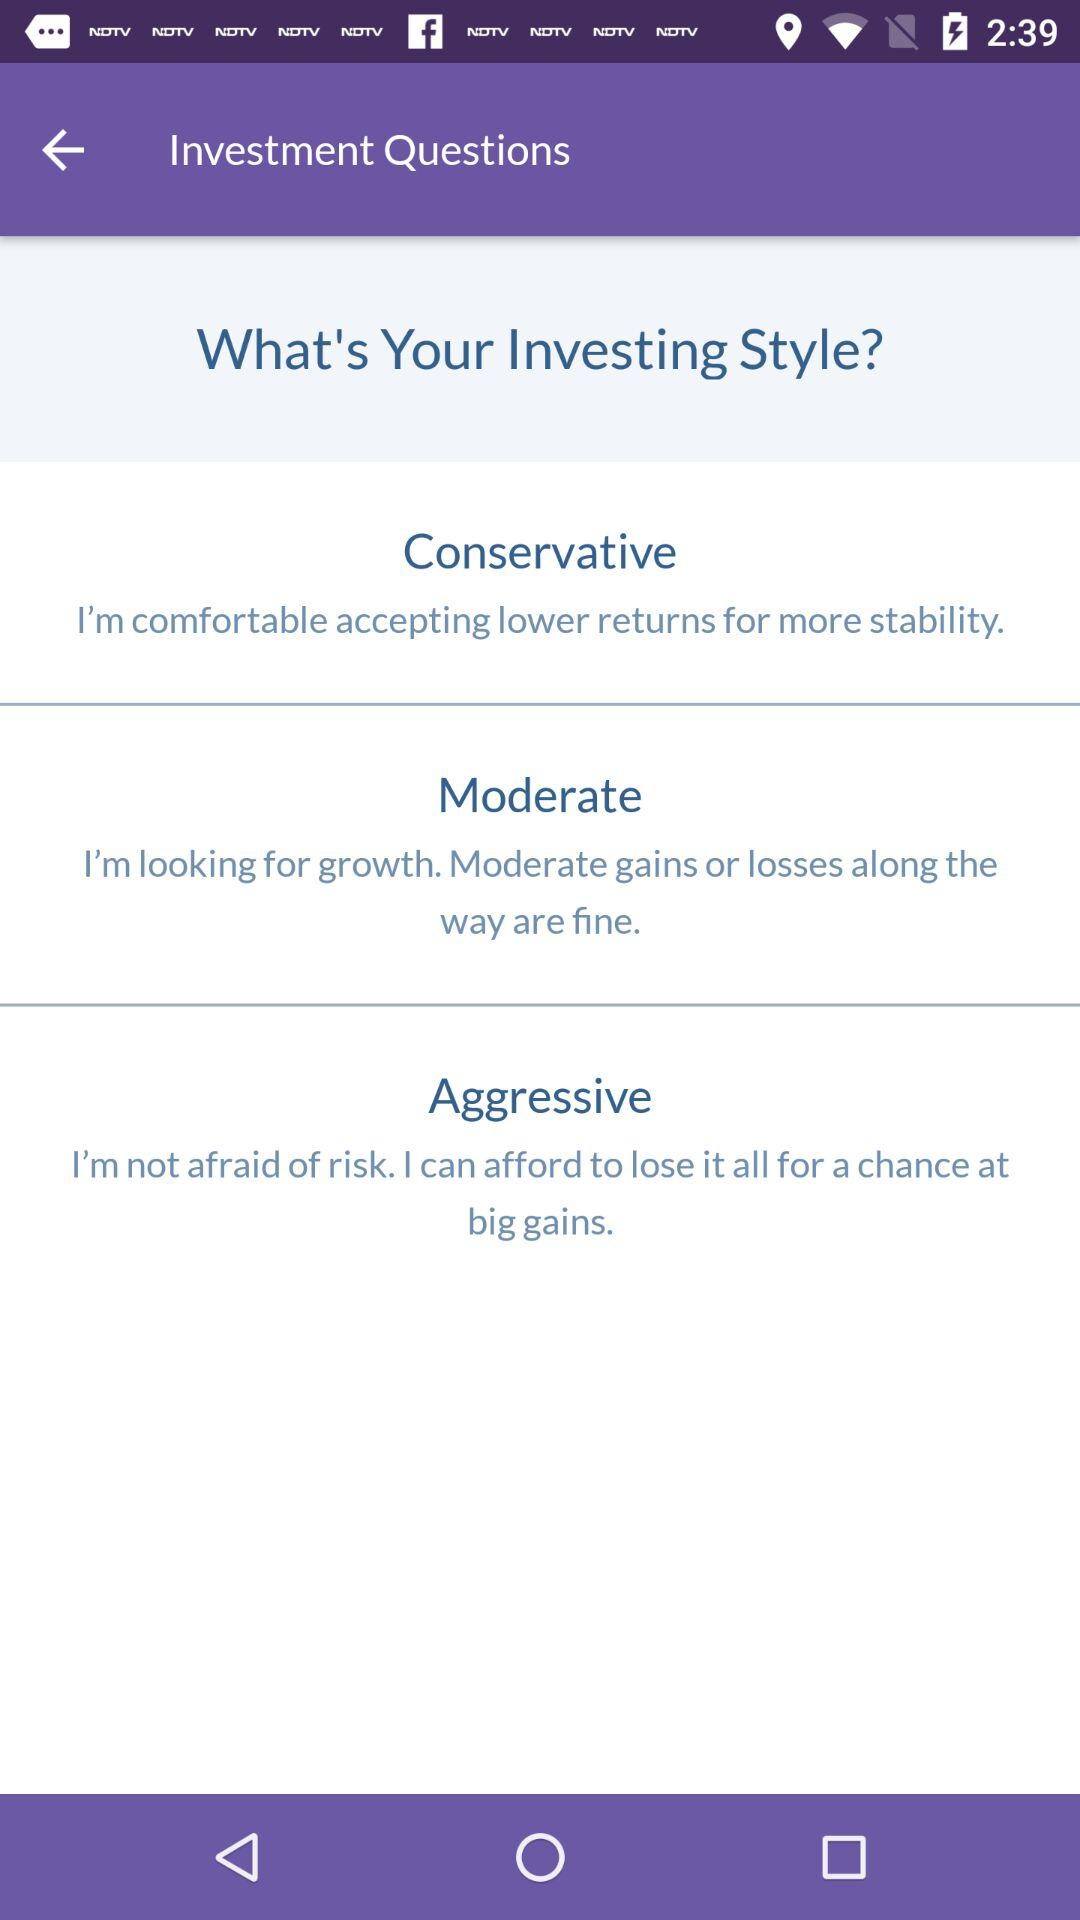 NDTV NDTV NDTV NDTV NDTV NDTV NDTV NDTV NDTV 2:39
Investment Questions
What's Your Investing Style?
Conservative
I’m comfortable accepting lower returns for more stability.
Moderate
I’m looking for growth. Moderate gains or losses along the
way are fine.
Aggressive
I’m not afraid of risk. I can afford to lose it all for a chance at
big gains.